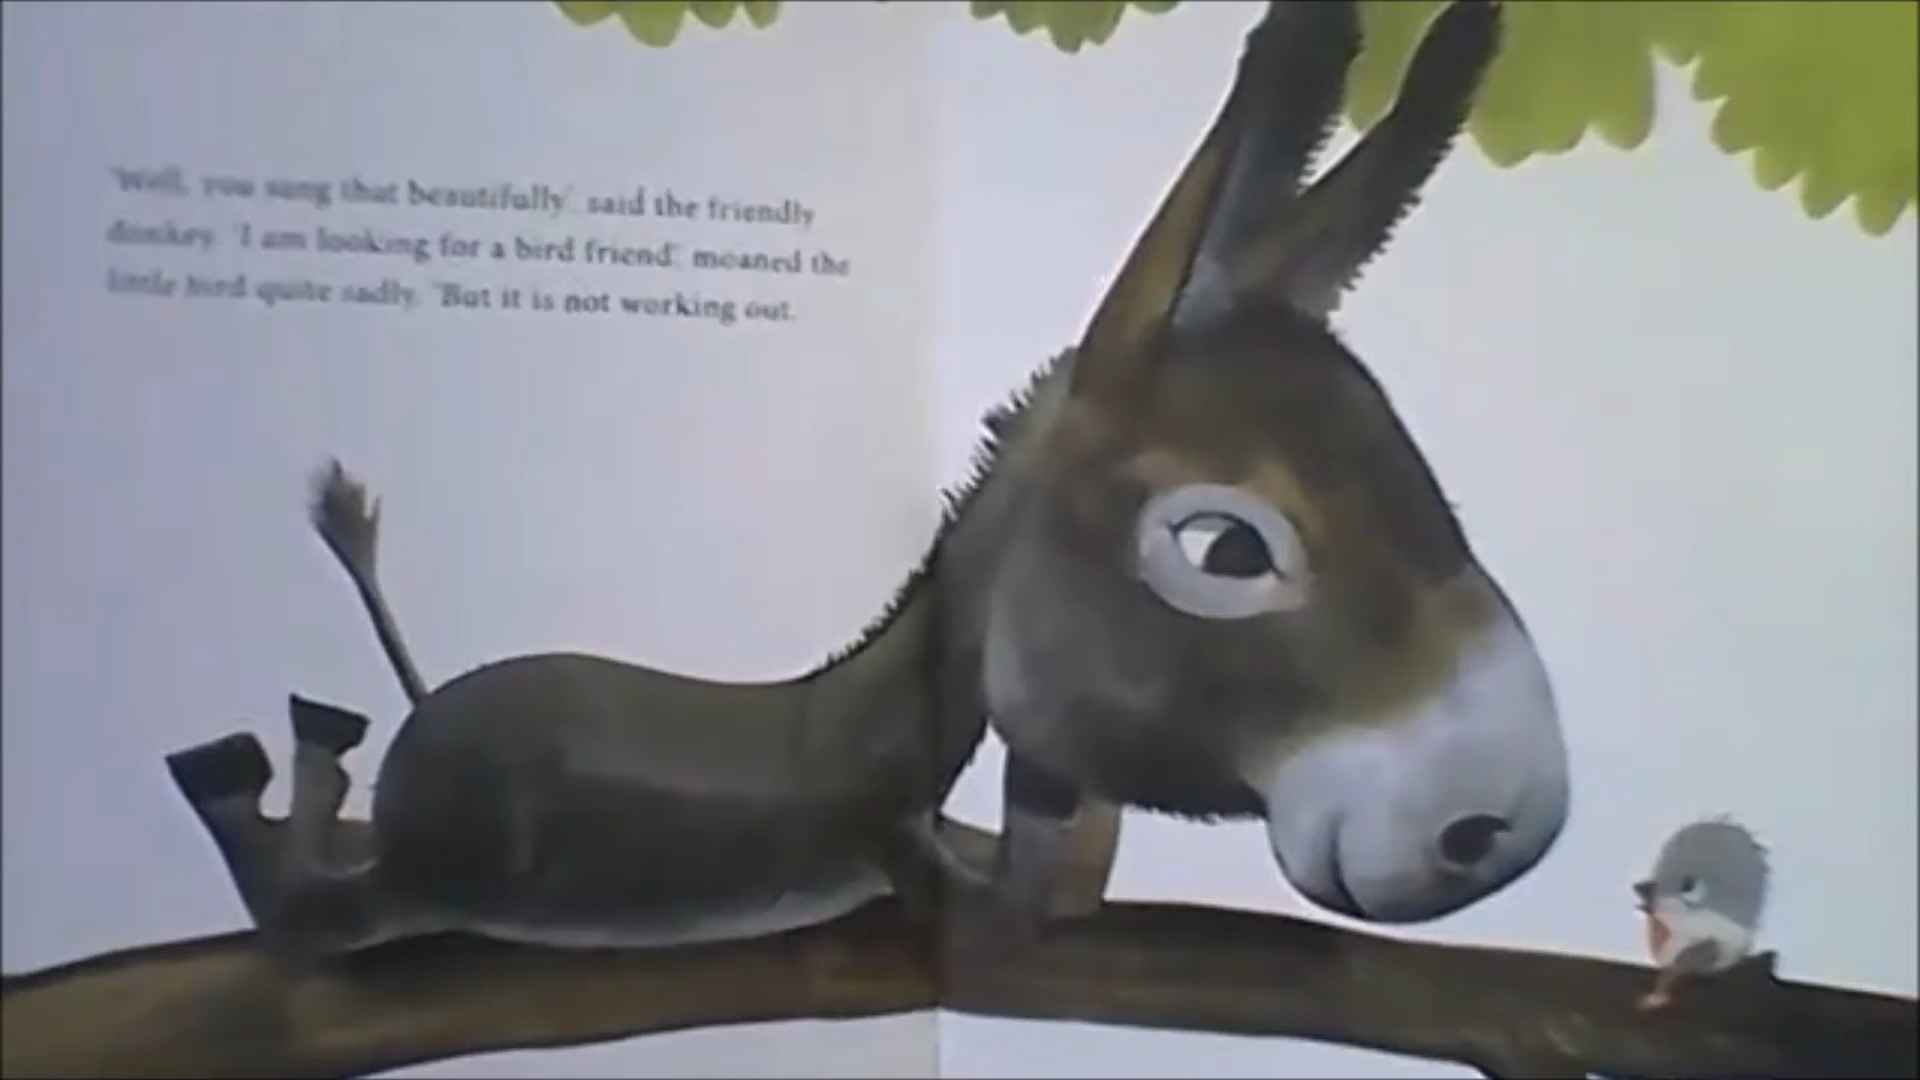 "Well, you sang that beautifully", said the friendly
donkey. "I am looking for a bird friend", moaned the
little bird quite sadly. "But it is not working out.